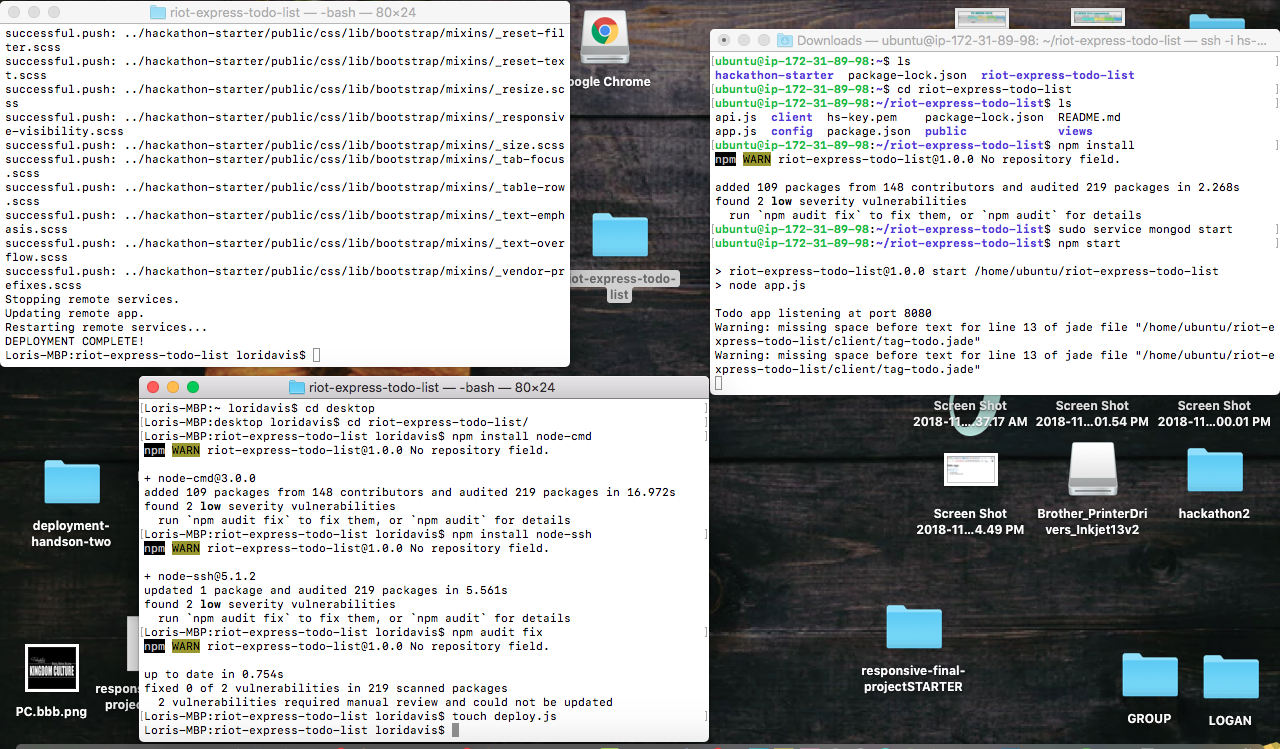 riot-express-todo-list — -bash — 80×24
successful.push: ../hackathon-starter/public/css/lib/bootstrap/mixins/_reset-fil
ter.scss
successful.push: ../hackathon-starter/public/css/lib/bootstrap/mixins/_reset-tex
t.scss
successful.push: ../hackathon-starter/public/css/lib/bootstrap/mixins/_resize.sc
ss
successful.push: ../hackathon-starter/public/css/lib/bootstrap/mixins/_responsiv
e-visibility.scss
successful.push: ../hackathon-starter/public/css/lib/bootstrap/mixins/_size.scss
successful.push: ../hackathon-starter/public/css/lib/bootstrap/mixins/_tab-focus
.scss
successful.push: ../hackathon-starter/public/css/lib/bootstrap/mixins/_table-row
.scss
successful.push: ../hackathon-starter/public/css/lib/bootstrap/mixins/_text-emph
asis.scss
successful.push: ../hackathon-starter/public/css/lib/bootstrap/mixins/_text-over
flow.scss
successful.push: ../hackathon-starter/public/css/lib/bootstrap/mixins/_vendor-pr
efixes.scss
Stopping remote services.
Updating remote app.
Restarting remote services...
DEPLOYMENT COMPLETE!
Loris-MBP:riot-express-todo-list loridavis$
oogle Chrome
iot-express-todo-
list
Downloads — ubuntu@ip-172-31-89-98: ~/riot-express-todo-list — ssh -i hs-...
[ubuntu@ip-172-31-89-98:~$ ls ]
hackathon-starter package-lock.json riot-express-todo-list
[ubuntu@ip-172-31-89-98:~$ cd riot-express-todo-list ]
[ubuntu@ip-172-31-89-98:~/riot-express-todo-list$ ls ]
api.js client hs-key.pem package-lock.json README.md
app.js config package.json public views
[ubuntu@ip-172-31-89-98:~/riot-express-todo-list$ npm install ]
npm WARN riot-express-todo-list@1.0.0 No repository field.
added 109 packages from 148 contributors and audited 219 packages in 2.268s
found 2 low severity vulnerabilities
run `npm audit fix` to fix them, or `npm audit` for details
[ubuntu@ip-172-31-89-98:~/riot-express-todo-list$ sudo service mongod start ]
[ubuntu@ip-172-31-89-98:~/riot-express-todo-list$ npm start ]
> riot-express-todo-list@1.0.0 start /home/ubuntu/riot-express-todo-list
> node app.js
Todo app listening at port 8080
Warning: missing space before text for line 13 of jade file "/home/ubuntu/riot-e
xpress-todo-list/client/tag-todo.jade"
Warning: missing space before text for line 13 of jade file "/home/ubuntu/riot-e
xpress-todo-list/client/tag-todo.jade"
riot-express-todo-list — -bash — 80×24
[Loris-MBP:~ loridavis$ cd desktop ]
[Loris-MBP:desktop loridavis$ cd riot-express-todo-list/ ]
[Loris-MBP:riot-express-todo-list loridavis$ npm install node-cmd ]
npm WARN riot-express-todo-list@1.0.0 No repository field.
+ node-cmd@3.0.0
added 109 packages from 148 contributors and audited 219 packages in 16.972s
found 2 low severity vulnerabilities
run `npm audit fix` to fix them, or `npm audit` for details
[Loris-MBP:riot-express-todo-list loridavis$ npm install node-ssh ]
npm WARN riot-express-todo-list@1.0.0 No repository field.
+ node-ssh@5.1.2
updated 1 package and audited 219 packages in 5.561s
found 2 low severity vulnerabilities
run `npm audit fix` to fix them, or `npm audit` for details
[Loris-MBP:riot-express-todo-list loridavis$ npm audit fix ]
npm WARN riot-express-todo-list@1.0.0 No repository field.
up to date in 0.754s
fixed 0 of 2 vulnerabilities in 219 scanned packages
2 vulnerabilities required manual review and could not be updated
[Loris-MBP:riot-express-todo-list loridavis$ touch deploy.js ]
Loris-MBP:riot-express-todo-list loridavis$
Screen Shot
2018-11....37.17 AM
Screen Shot
2018-11...01.54 PM
Screen Shot
2018-11...00.01 PM
Screen Shot
2018-11...4.49 PM
Brother_PrinterDri
vers_Inkjet13v2
hackathon2
deployment-
handson-two
KINGDOM CULTURE
PC.bbb.png
respons
projec
responsive-final-
projectSTARTER
GROUP
LOGAN